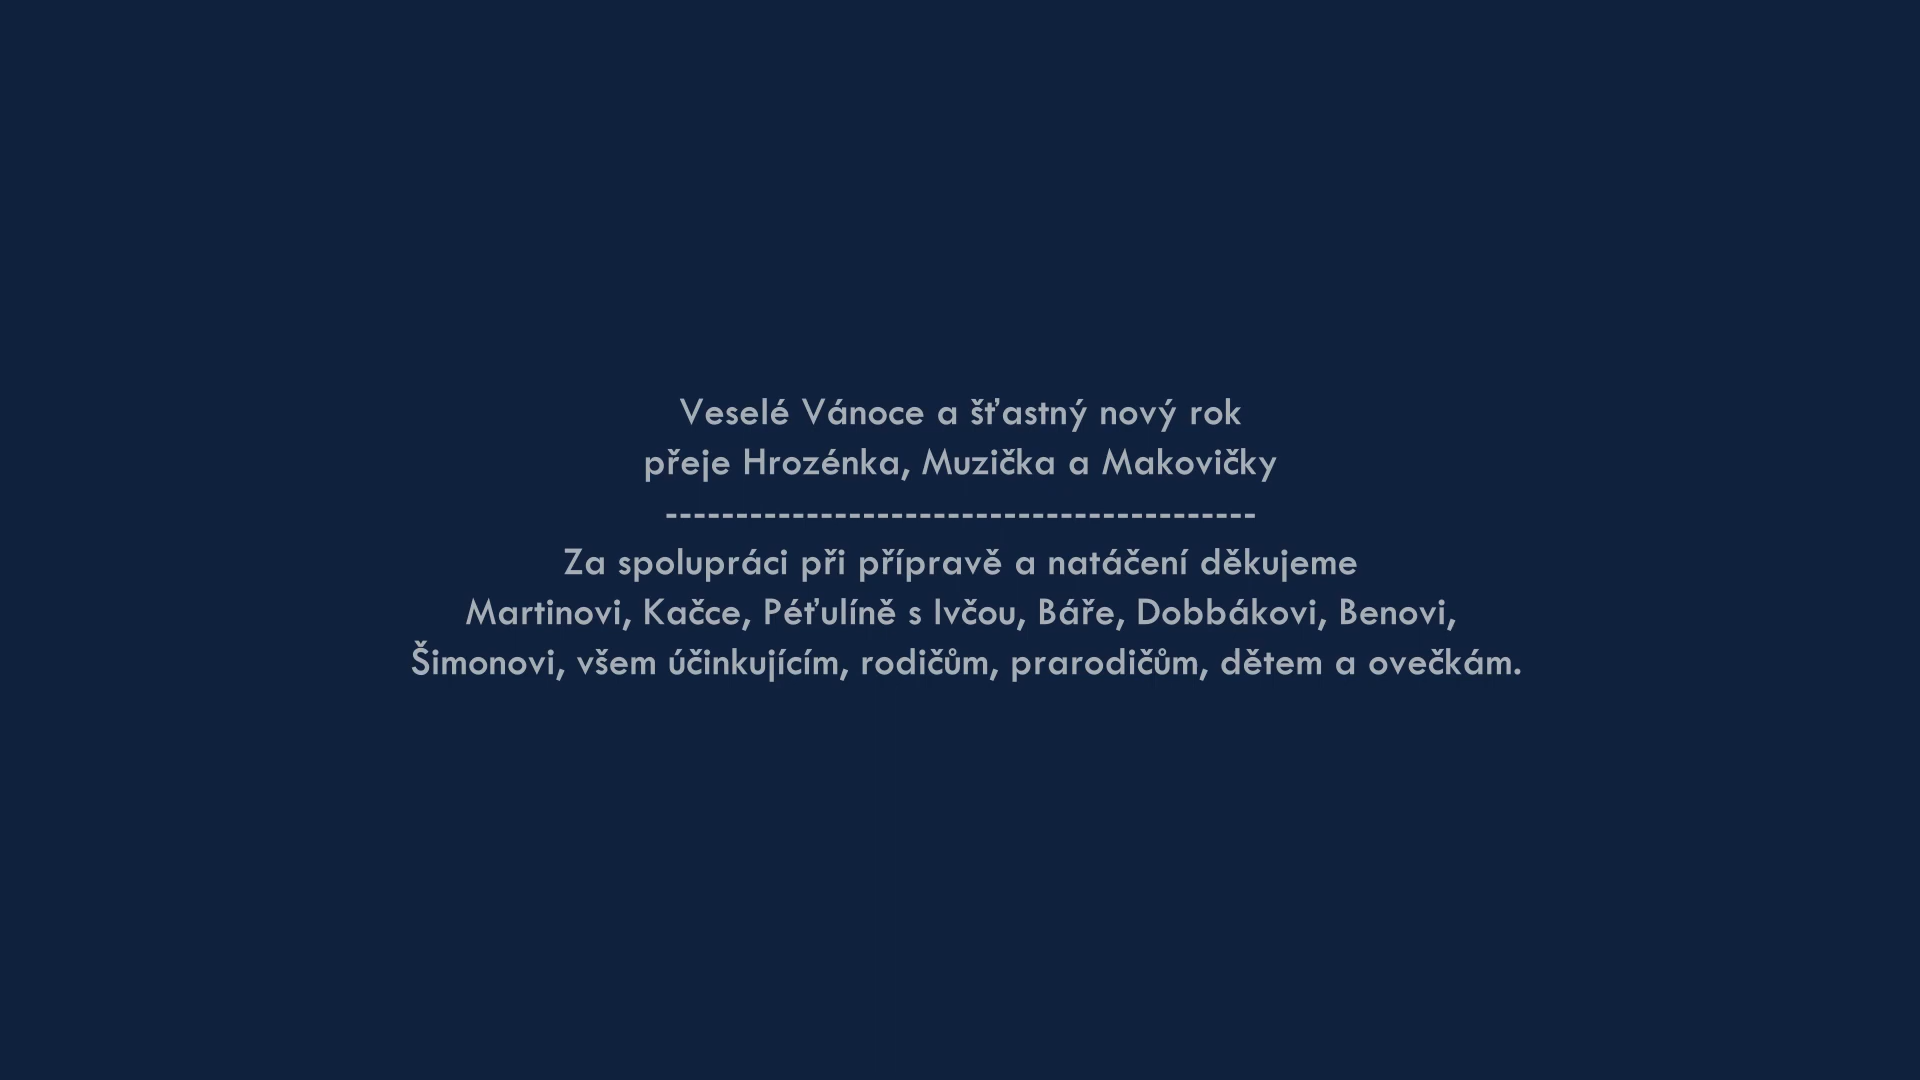 Veselé Vánoce a šťastný nový rok
přeje Hrozénka, Muzička a Makovičky
------------------------------------------
Za spolupráci při přípravě a natáčení děkujeme
Martinovi, Kačce, Péťulíně s Ivčou, Báře, Dobbákovi, Benovi,
Šimonovi, všem účinkujícím, rodičům, prarodičům, dětem a ovečkám.